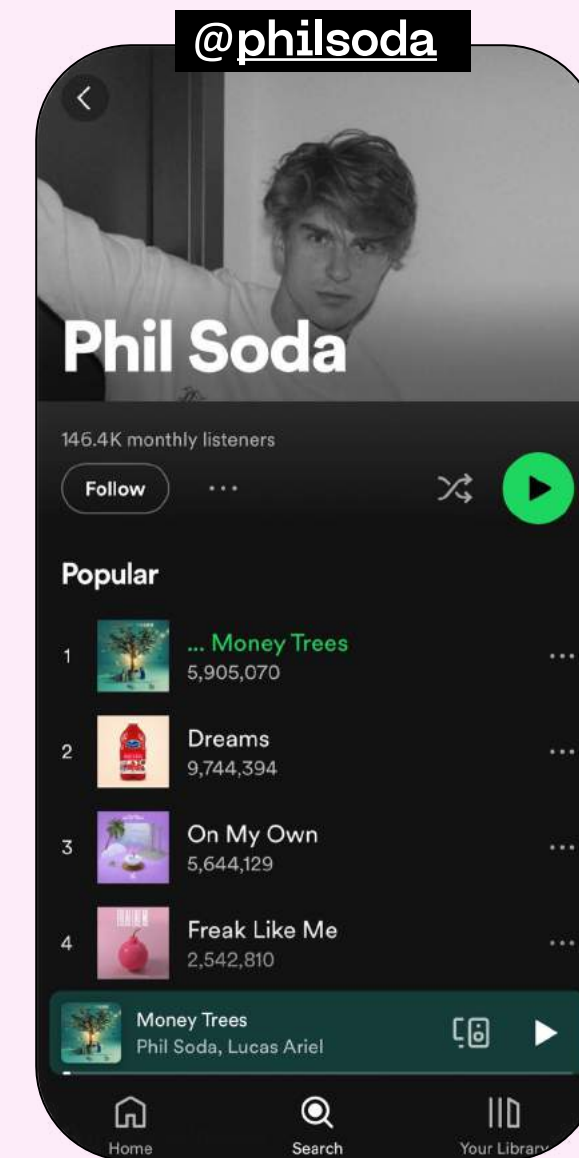 @philsoda
Phil Soda
146.4K monthly listeners
Follow
Popular
1
... Money Trees
5,905,070
2
Dreams
9,744,394
3
On My Own
5,644,129
4
Freak Like Me
2,542,810
Money Trees
Phil Soda, Lucas Ariel
Home
Search
Your Library